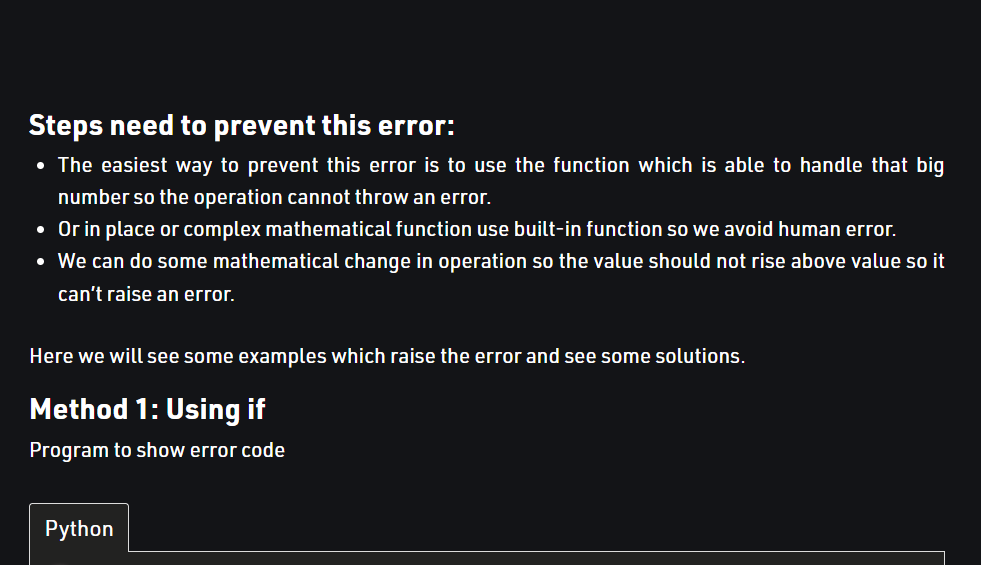 Steps need to prevent this error:
The easiest way to prevent this error is to use the function which is able to handle that big
number so the operation cannot throw an error.
Or in place or complex mathematical function use built-in function so we avoid human error.
We can do some mathematical change in operation so the value should not rise above value so it
can't raise an error.
Here we will see some examples which raise the error and see some solutions.
Method 1: Using if
Program to show error code
Python